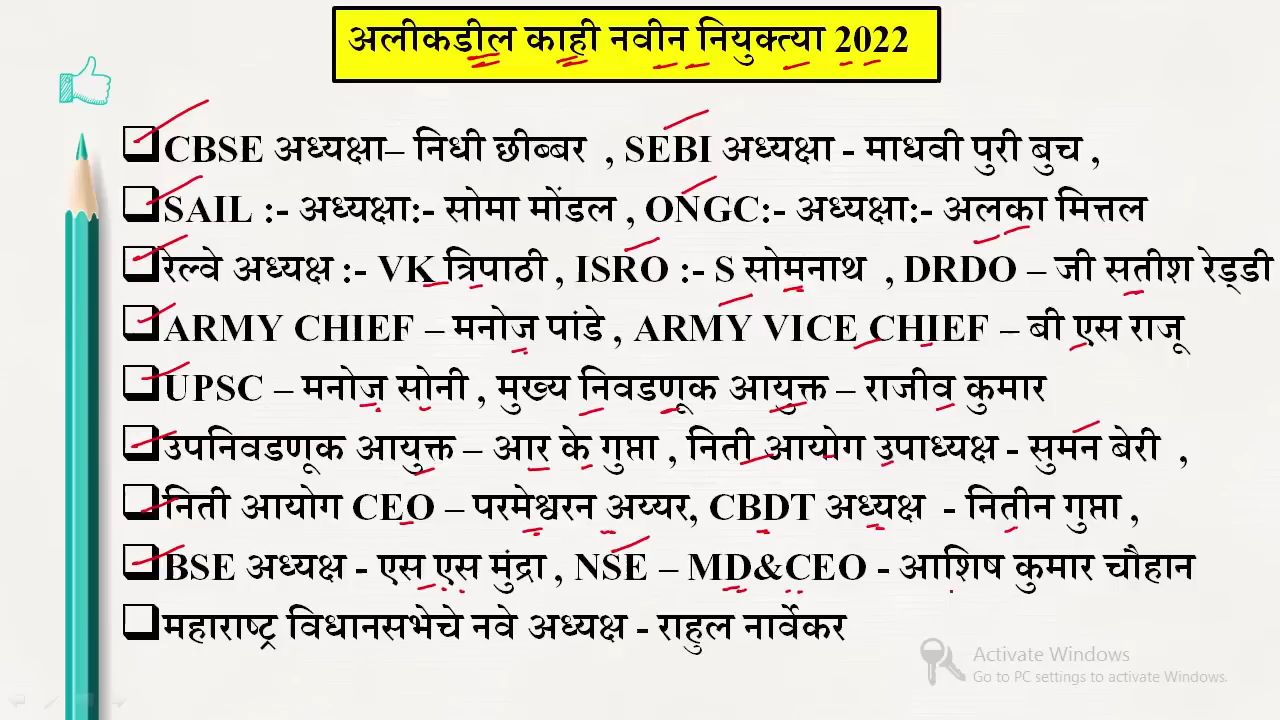 अलीकडील काही नवीन नियुक्त्या 2022
CBSE अध्यक्षा– निधी छीब्बर , SEBI अध्यक्षा - माधवी पुरी बुच ,
SAIL :- अध्यक्षा:- सोमा मोंडल , ONGC:- अध्यक्षा:- अलका मित्तल
रेल्वे अध्यक्ष :- VK त्रिपाठी , ISRO :- S सोमनाथ , DRDO – जी सतीश रेड्डी
ARMY CHIEF – मनोज पांडे , ARMY VICE CHIEF – बी एस राजू
UPSC – मनोज सोनी , मुख्य निवडणूक आयुक्त – राजीव कुमार
उपनिवडणूक आयुक्त – आर के गुप्ता , निती आयोग उपाध्यक्ष - सुमन बेरी ,
निती आयोग CEO – परमेश्वरन अय्यर, CBDT अध्यक्ष - नितीन गुप्ता ,
BSE अध्यक्ष - एस एस मुंद्रा , NSE – MD&CEO - आशिष कुमार चौहान
महाराष्ट्र विधानसभेचे नवे अध्यक्ष - राहुल नार्वेकर
Activate Windows
Go to PC settings to activate Windows.